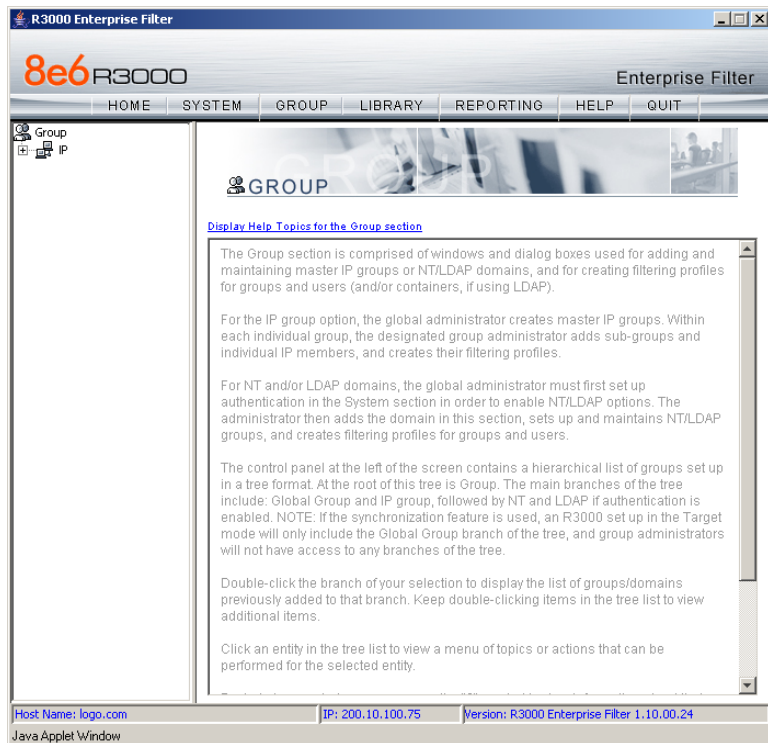 R3000 Enterprise Filter
8e6 R3000
Enterprise Filter
HOME SYSTEM GROUP LIBRARY REPORTING HELP QUIT
Group
IP
GROUP
GROUP
Display Help Topics for the Group section
The Group section is comprised of windows and dialog boxes used for adding and
maintaining master IP groups or NT/LDAP domains, and for creating filtering profiles
for groups and users (and/or containers, if using LDAP).
For the IP group option, the global administrator creates master IP groups. Within
each individual group, the designated group administrator adds sub-groups and
individual IP members, and creates their filtering profiles.
For NT and/or LDAP domains, the global administrator must first set up
authentication in the System section in order to enable NT/LDAP options. The
administrator then adds the domain in this section, sets up and maintains NT/LDAP
groups, and creates filtering profiles for groups and users.
The control panel at the left of the screen contains a hierarchical list of groups set up
in a tree format. At the root of this tree is Group. The main branches of the tree
include: Global Group and IP group, followed by NT and LDAP if authentication is
enabled. NOTE: If the synchronization feature is used, an R3000 set up in the Target
mode will only include the Global Group branch of the tree, and group administrators
will not have access to any branches of the tree.
Double-click the branch of your selection to display the list of groups/domains
previously added to that branch. Keep double-clicking items in the tree list to view
additional items.
Click an entity in the tree list to view a menu of topics or actions that can be
performed for the selected entity.
Host Name: logo.com IP: 200.10.100.75 Version: R3000 Enterprise Filter 1.10.00.24
Java Applet Window